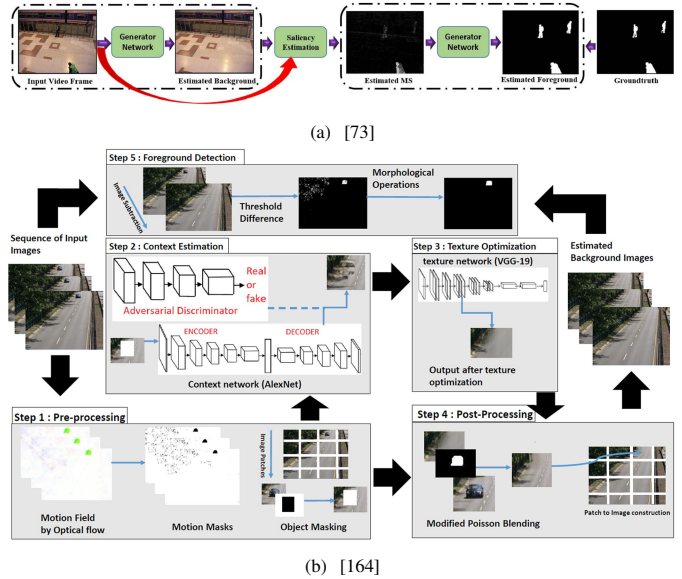 Generator
Network
Saliency
Estimation
Generator
Network
Input Video Frame
Estimated Background
Estimated MS
Estimated Foreground
Groundtruth
(a) [73]
Step 5 : Foreground Detection
Image Subtraction
Threshold
Difference
Morphological
Operations
Sequence of Input
Images
Step 2 : Context Estimation
Real
or
fake
Adversarial Discriminator
ENCODER
DECODER
Context network (AlexNet)
Step 3 : Texture Optimization
texture network (VGG-19)
Output after texture
optimization
Estimated
Background Images
Step 1 : Pre-processing
Motion Field
by Optical flow
Motion Masks
Image Patches
Object Masking
Step 4 : Post-Processing
Modified Poisson Blending
Patch to Image construction
(b) [164]